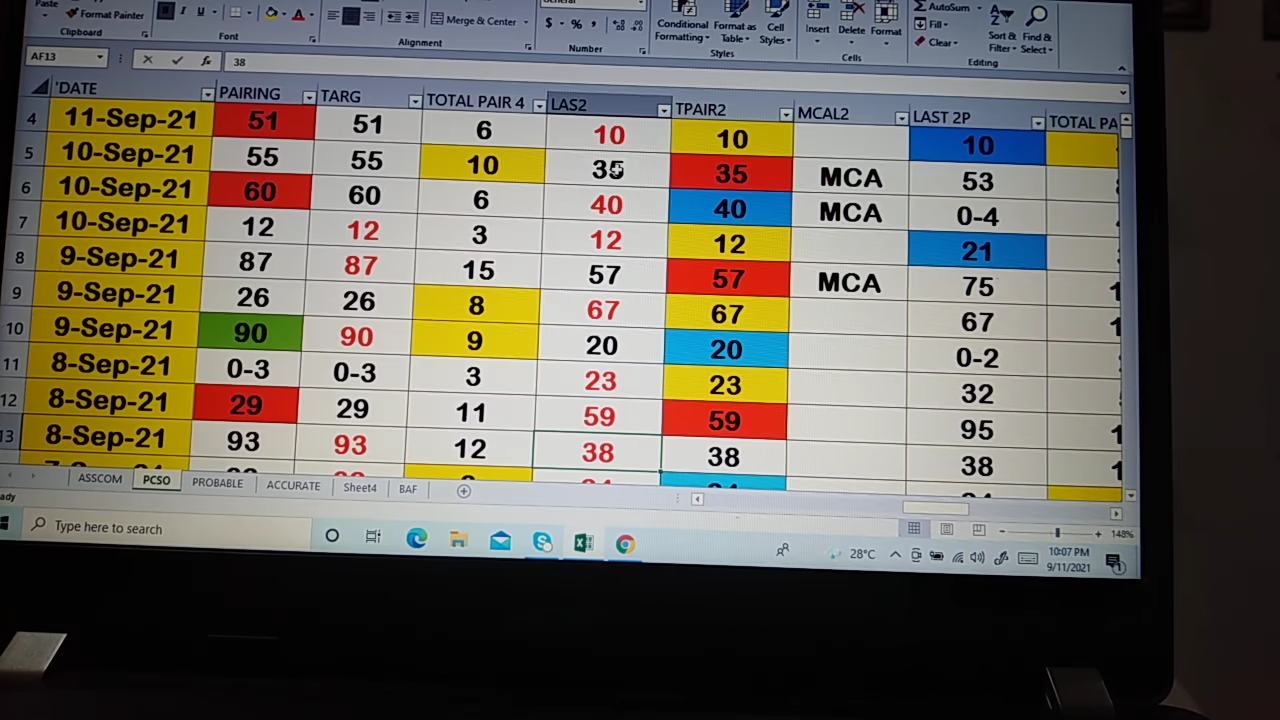 Paste Format Painter B I U A Merge & Center General $ % , Conditional Formatting Format as Table Cell Styles Insert Delete Format AutoSum Fill Clear Sort & Filter Find & Select
Clipboard Font Alignment Number Styles Cells Editing
AF13 fx 38
'DATE PAIRING TARG TOTAL PAIR 4 LAS2 TPAIR2 MCAL2 LAST 2P TOTAL PA
4 11-Sep-21 51 51 6 10 10 10
5 10-Sep-21 55 55 10 35 35 MCA 53
6 10-Sep-21 60 60 6 40 40 MCA 0-4
7 10-Sep-21 12 12 3 12 12 21
8 9-Sep-21 87 87 15 57 57 MCA 75
9 9-Sep-21 26 26 8 67 67 67
10 9-Sep-21 90 90 9 20 20 0-2
11 8-Sep-21 0-3 0-3 3 23 23 32
12 8-Sep-21 29 29 11 59 59 95
13 8-Sep-21 93 93 12 38 38 38
ASSCOM PCSO PROBABLE ACCURATE Sheet4 BAF
148%
Type here to search 28°C 10:07 PM
9/11/2021